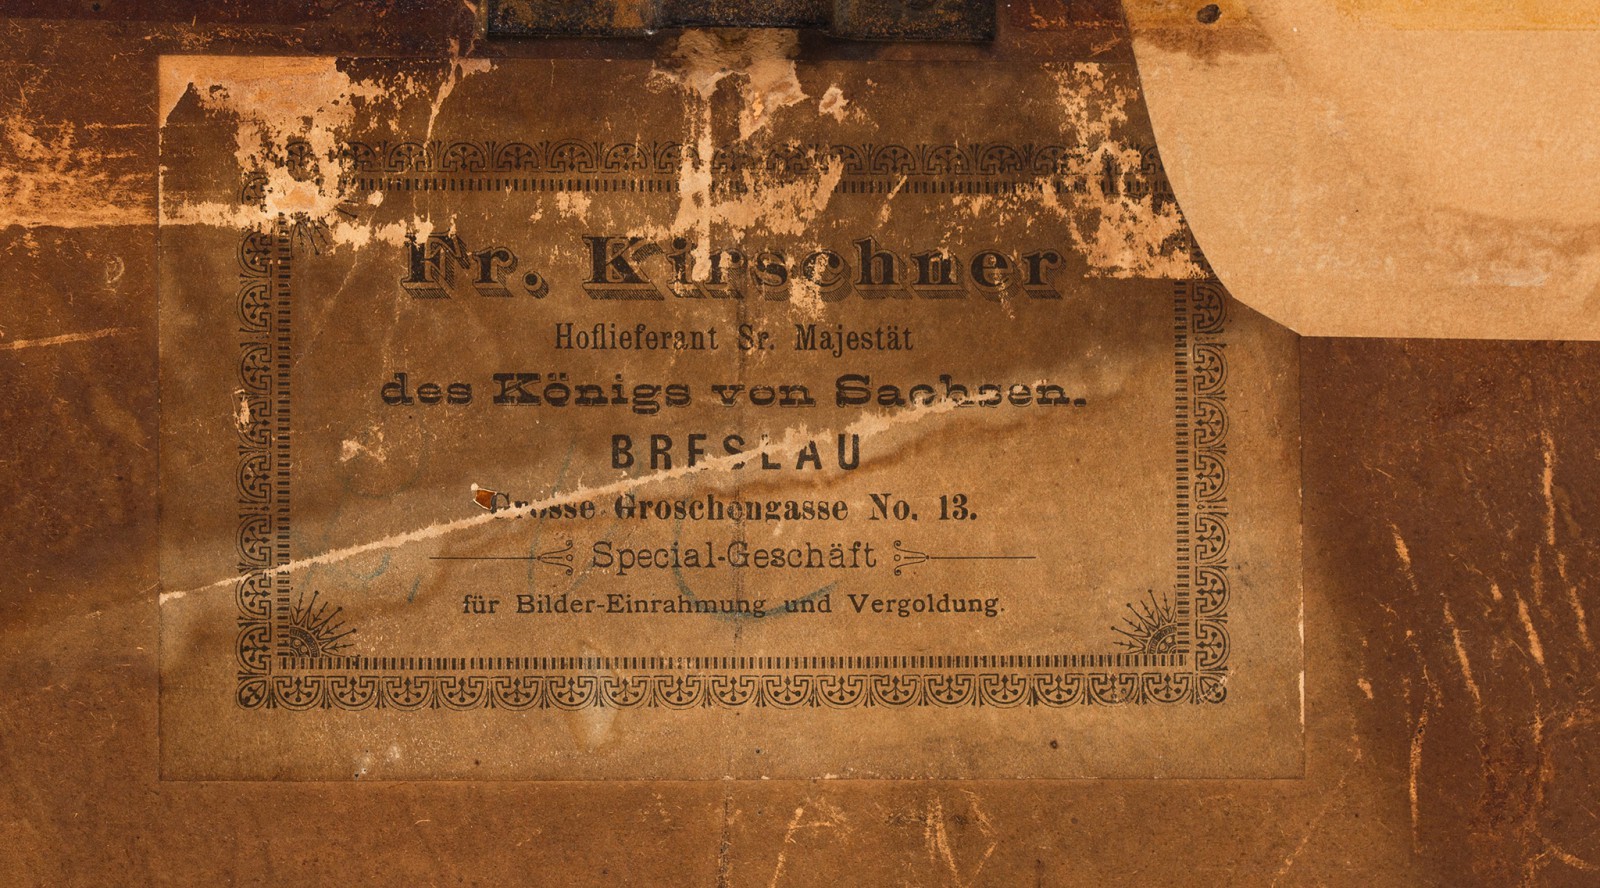 Fr. Kirschner
Hoflieferant Sr. Majestät
des Königs von Sachsen.
BRESLAU
Grosse Groschengasse No. 13.
Special-Geschäft
für Bilder-Einrahmung und Vergoldung.